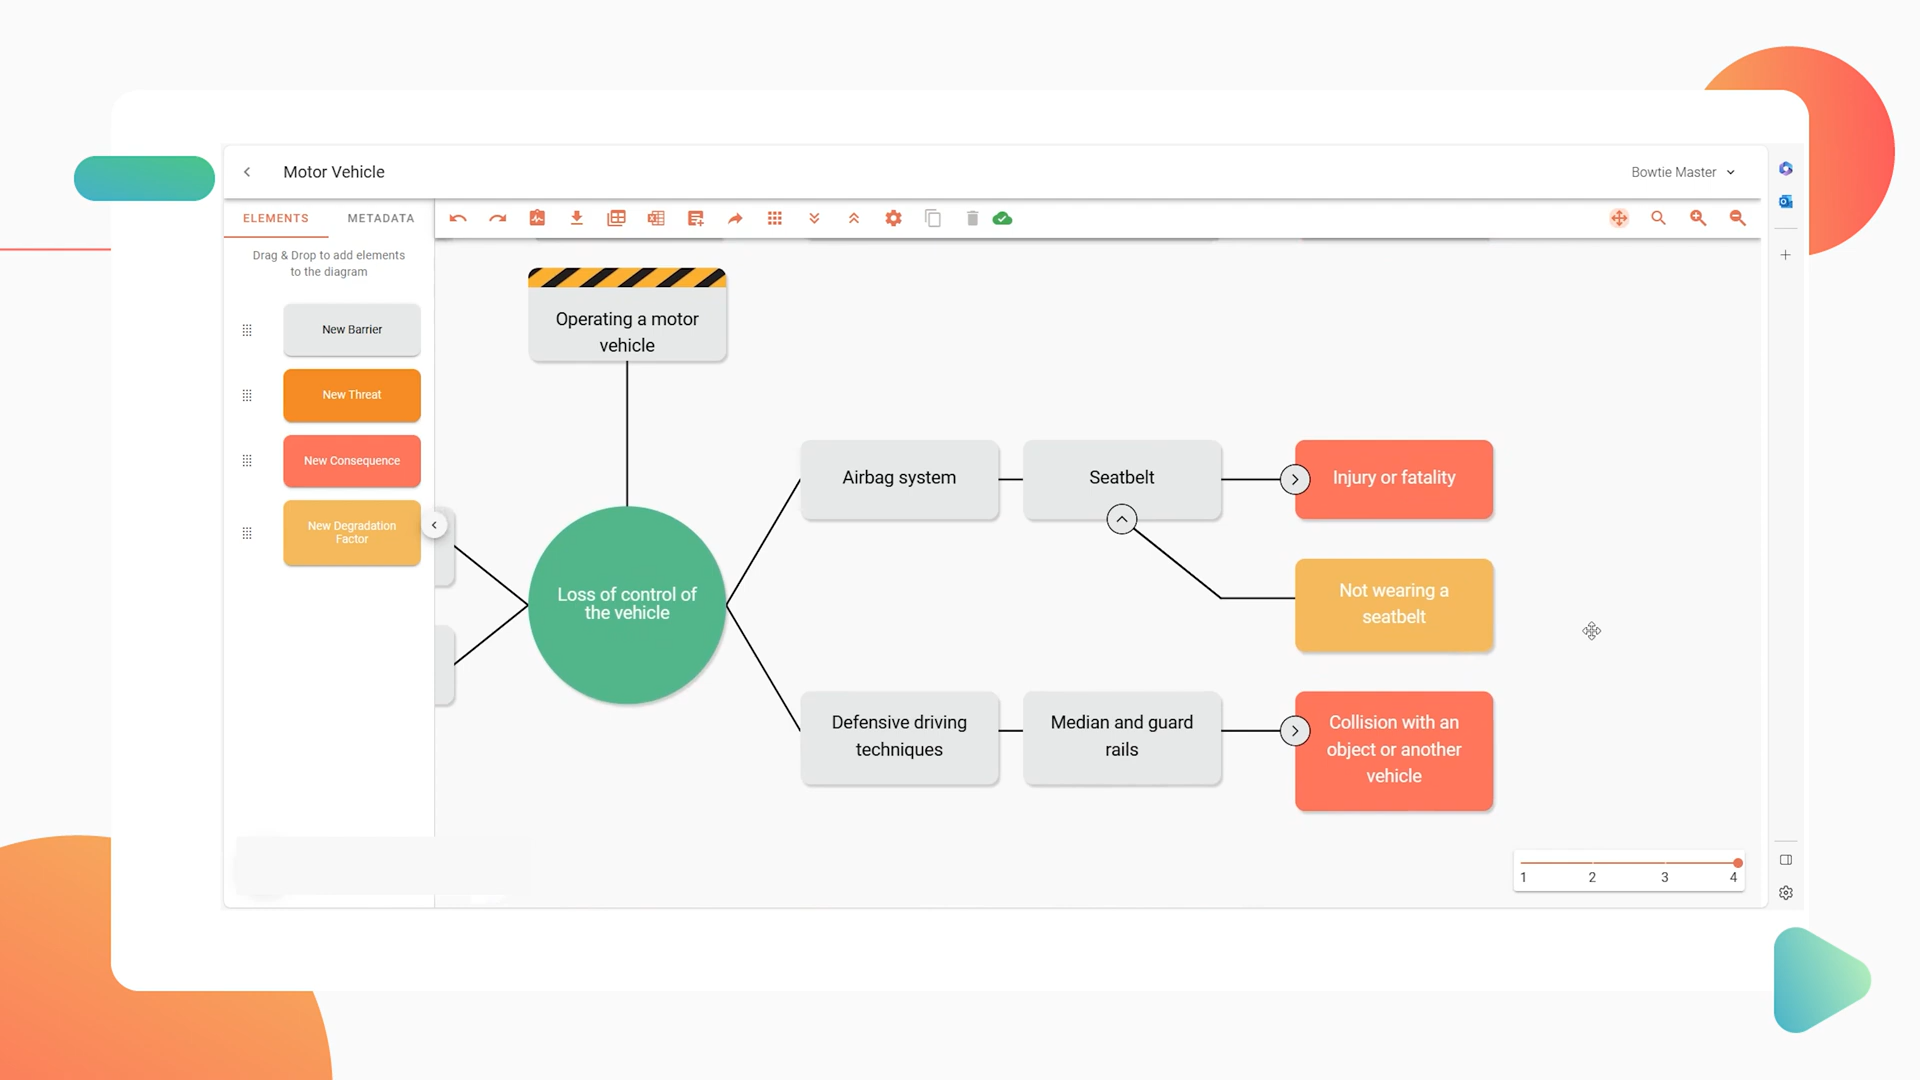 Motor Vehicle
Bowtie Master
ELEMENTS
METADATA
Drag & Drop to add elements
to the diagram
New Barrier
New Threat
New Consequence
New Degradation
Factor
Operating a motor
vehicle
Loss of control of
the vehicle
Airbag system
Seatbelt
Injury or fatality
Not wearing a
seatbelt
Defensive driving
techniques
Median and guard
rails
Collision with an
object or another
vehicle
1 2 3 4